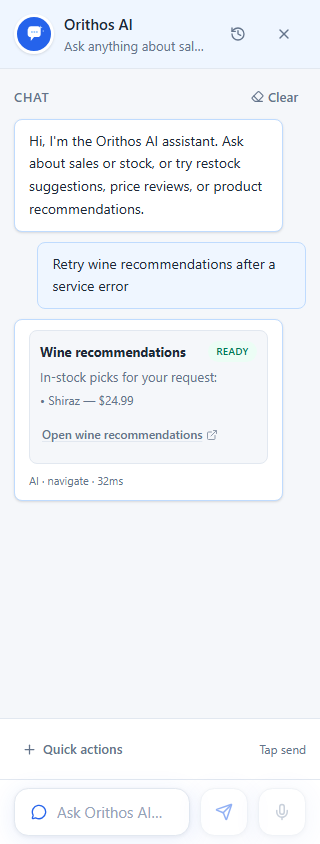 Orithos AI
Ask anything about sal...
CHAT
Clear
Hi, I'm the Orithos AI assistant. Ask
about sales or stock, or try restock
suggestions, price reviews, or product
recommendations.
Retry wine recommendations after a
service error
Wine recommendations
READY
In-stock picks for your request:
• Shiraz — $24.99
Open wine recommendations
AI · navigate · 32ms
Quick actions
Tap send
Ask Orithos AI...